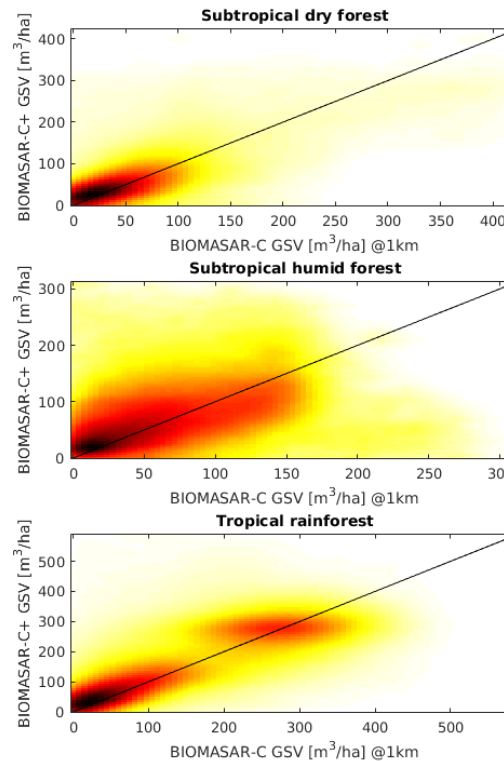 Subtropical dry forest
BIOMASAR-C+ GSV [m³/ha]
400
300
200
100
0
0 50 100 150 200 250 300 350 400
BIOMASAR-C GSV [m³/ha] @1km
Subtropical humid forest
BIOMASAR-C+ GSV [m³/ha]
300
200
100
0
0 50 100 150 200 250 300
BIOMASAR-C GSV [m³/ha] @1km
Tropical rainforest
BIOMASAR-C+ GSV [m³/ha]
500
400
300
200
100
0
0 100 200 300 400 500
BIOMASAR-C GSV [m³/ha] @1km